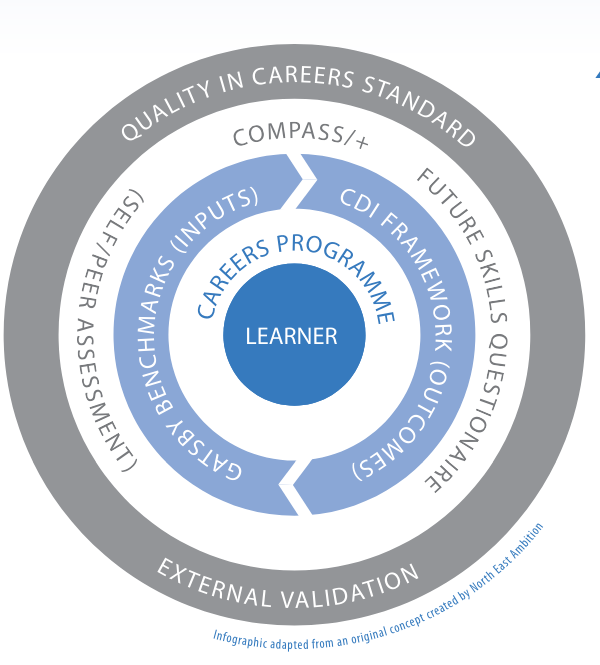 QUALITY IN CAREERS STANDARD
COMPASS/+
FUTURE SKILLS QUESTIONAIRE
(SELF/PEER ASSESSMENT)
GATSBY BENCHMARKS (INPUTS)
CDI FRAMEWORK (OUTCOMES)
CAREERS PROGRAMME
LEARNER
EXTERNAL VALIDATION
Infographic adapted from an original concept created by North East Ambition